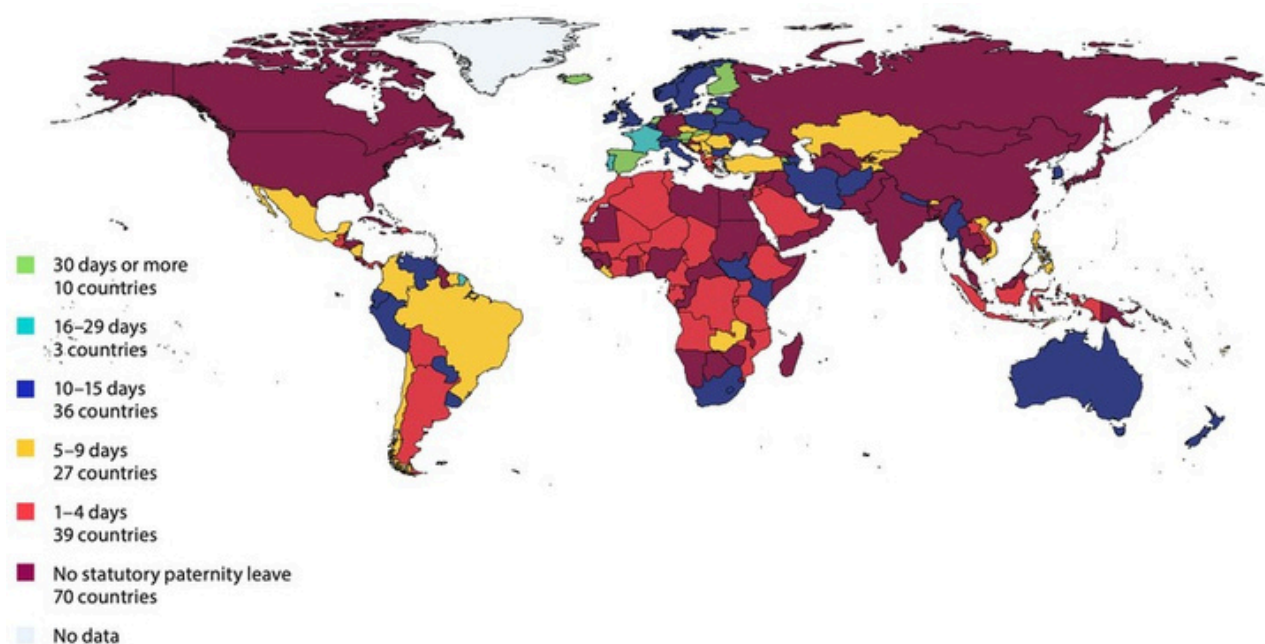 30 days or more
10 countries
16–29 days
3 countries
10–15 days
36 countries
5–9 days
27 countries
1–4 days
39 countries
No statutory paternity leave
70 countries
No data